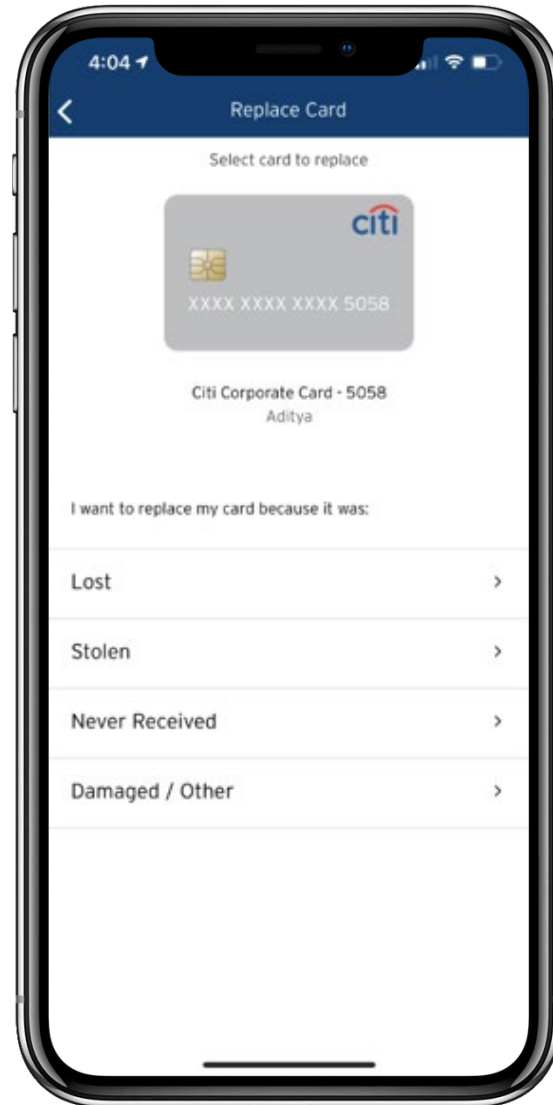 4:04
Replace Card
Select card to replace
citi
XXXX XXXX XXXX 5058
Citi Corporate Card - 5058
Aditya
I want to replace my card because it was:
Lost
Stolen
Never Received
Damaged / Other